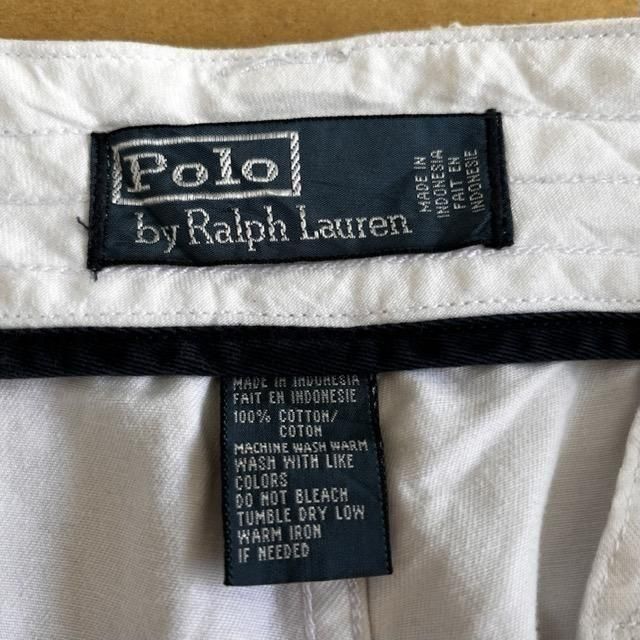 Polo
by Ralph Lauren
MADE IN
INDONESIA
FAIT EN
INDONESIE
MADE IN INDONESIA
FAIT EN INDONESIE
100% COTTON/
COTON
MACHINE WASH WARM
WASH WITH LIKE
COLORS
DO NOT BLEACH
TUMBLE DRY LOW
WARM IRON
IF NEEDED